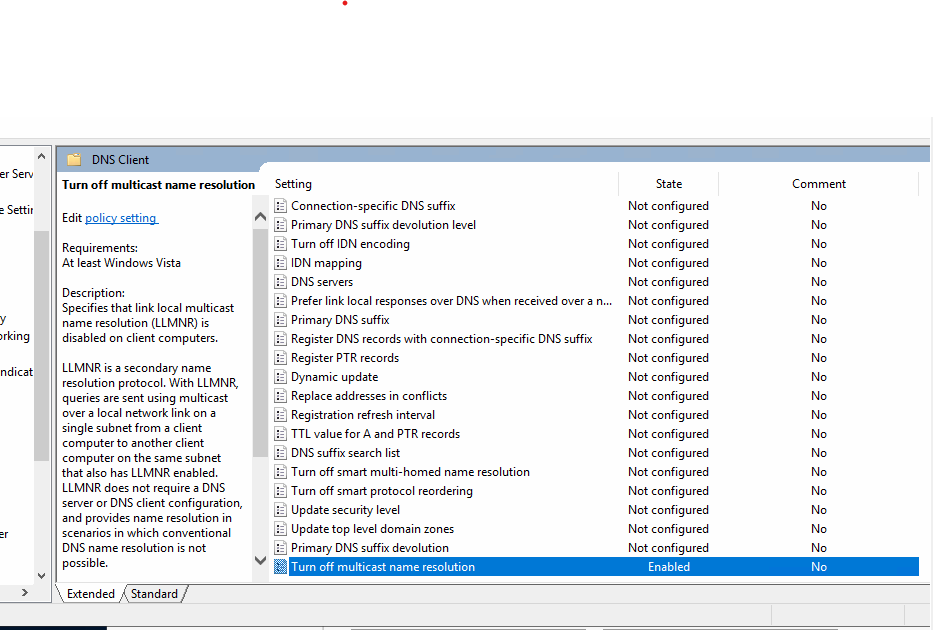 DNS Client
er Serv
e Settir
y
orking
ndicat
er
Turn off multicast name resolution
Edit policy setting
Requirements:
At least Windows Vista
Description:
Specifies that link local multicast
name resolution (LLMNR) is
disabled on client computers.
LLMNR is a secondary name
resolution protocol. With LLMNR,
queries are sent using multicast
over a local network link on a
single subnet from a client
computer to another client
computer on the same subnet
that also has LLMNR enabled.
LLMNR does not require a DNS
server or DNS client configuration,
and provides name resolution in
scenarios in which conventional
DNS name resolution is not
possible.
Setting State Comment
Connection-specific DNS suffix Not configured No
Primary DNS suffix devolution level Not configured No
Turn off IDN encoding Not configured No
IDN mapping Not configured No
DNS servers Not configured No
Prefer link local responses over DNS when received over a n... Not configured No
Primary DNS suffix Not configured No
Register DNS records with connection-specific DNS suffix Not configured No
Register PTR records Not configured No
Dynamic update Not configured No
Replace addresses in conflicts Not configured No
Registration refresh interval Not configured No
TTL value for A and PTR records Not configured No
DNS suffix search list Not configured No
Turn off smart multi-homed name resolution Not configured No
Turn off smart protocol reordering Not configured No
Update security level Not configured No
Update top level domain zones Not configured No
Primary DNS suffix devolution Not configured No
Turn off multicast name resolution Enabled No
Extended Standard